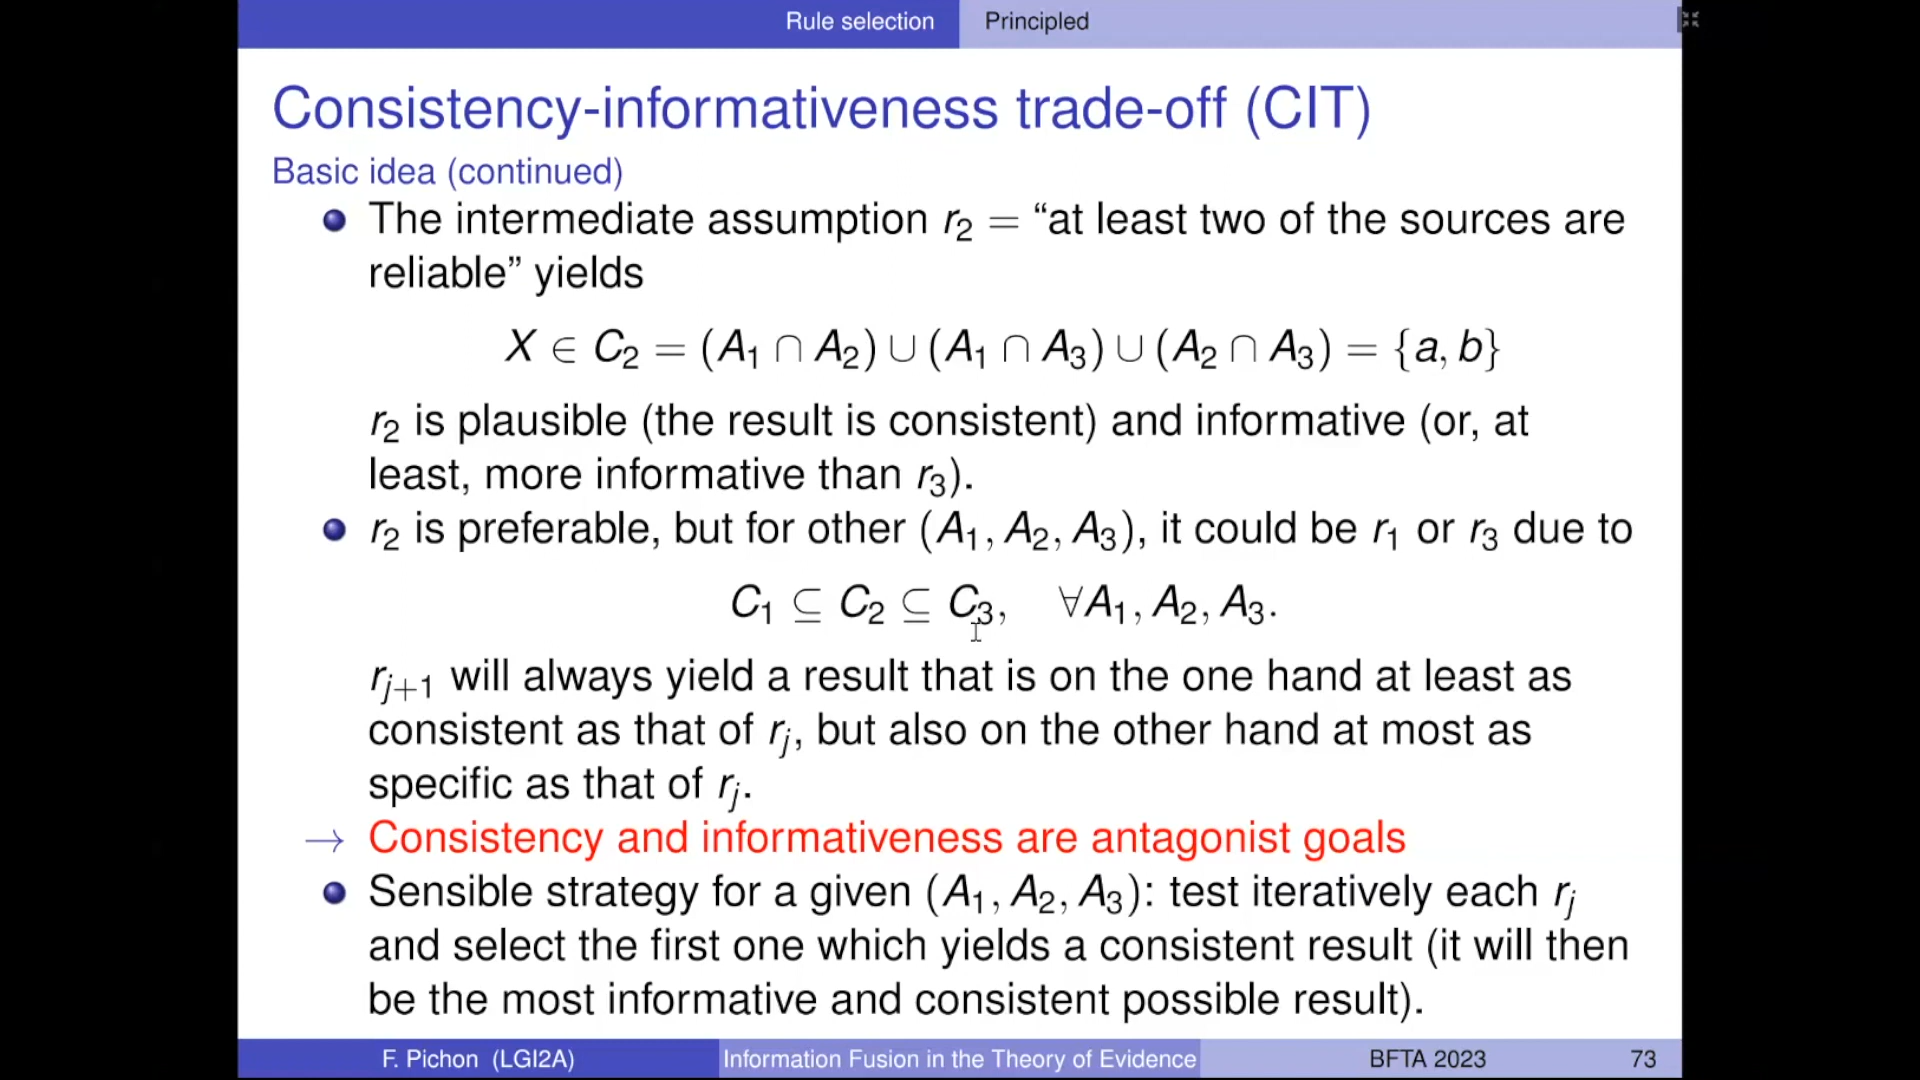 Rule selection Principled
Consistency-informativeness trade-off (CIT)
Basic idea (continued)
The intermediate assumption r₂ = “at least two of the sources are
reliable” yields
X ∈ C₂ = (A₁ ∩ A₂) ∪ (A₁ ∩ A₃) ∪ (A₂ ∩ A₃) = {a, b}
r₂ is plausible (the result is consistent) and informative (or, at
least, more informative than r₃).
r₂ is preferable, but for other (A₁, A₂, A₃), it could be r₁ or r₃ due to
C₁ ⊆ C₂ ⊆ C₃, ∀A₁, A₂, A₃.
rⱼ₊₁ will always yield a result that is on the one hand at least as
consistent as that of rⱼ, but also on the other hand at most as
specific as that of rⱼ.
→ Consistency and informativeness are antagonist goals
Sensible strategy for a given (A₁, A₂, A₃): test iteratively each rⱼ
and select the first one which yields a consistent result (it will then
be the most informative and consistent possible result).
F. Pichon (LGI2A) Information Fusion in the Theory of Evidence BFTA 2023 73